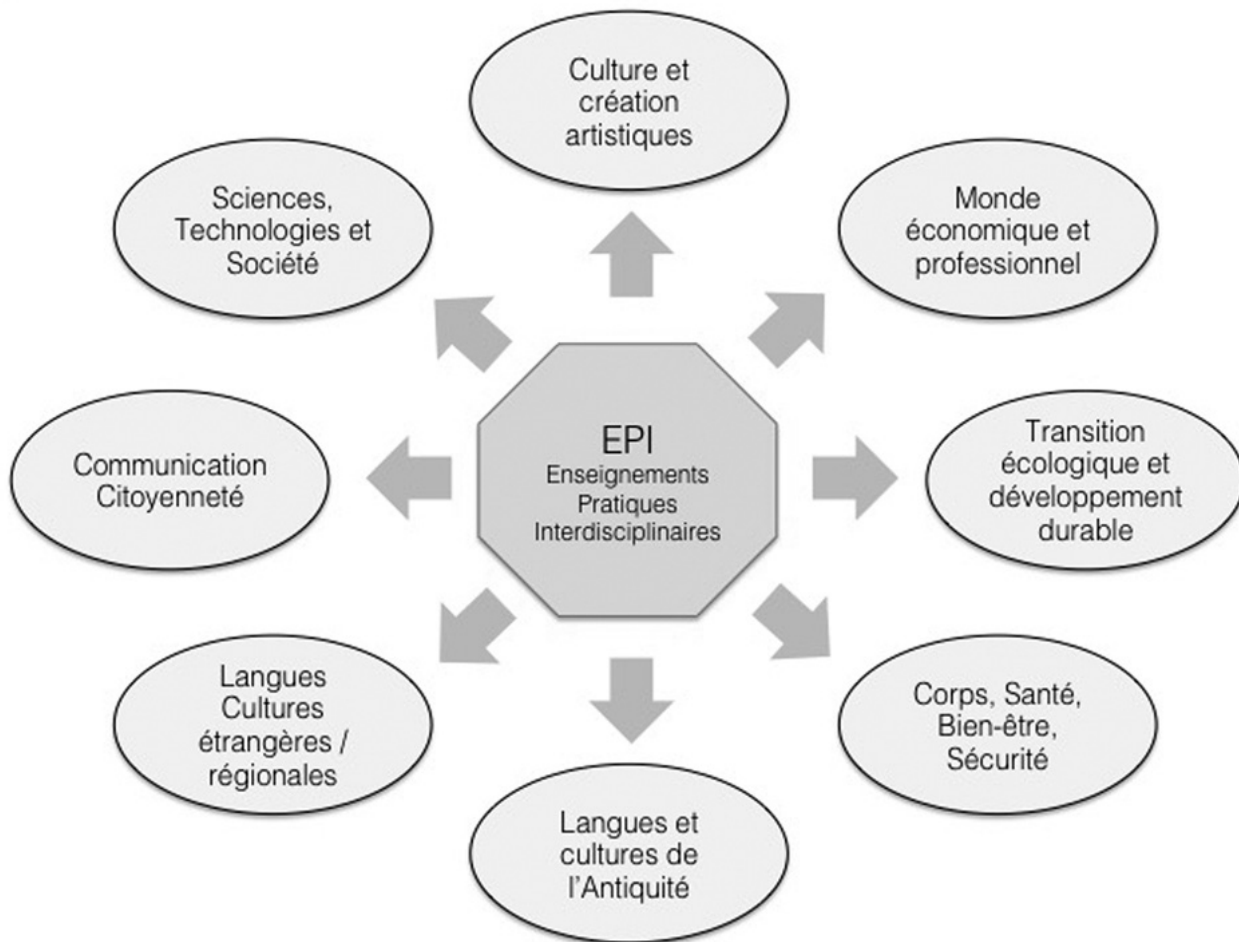 Culture et
création
artistiques
Sciences,
Technologies et
Société
Monde
économique et
professionnel
EPI
Enseignements
Pratiques
Interdisciplinaires
Communication
Citoyenneté
Transition
écologique et
développement
durable
Langues
Cultures
étrangères /
régionales
Corps, Santé,
Bien-être,
Sécurité
Langues et
cultures de
l'Antiquité